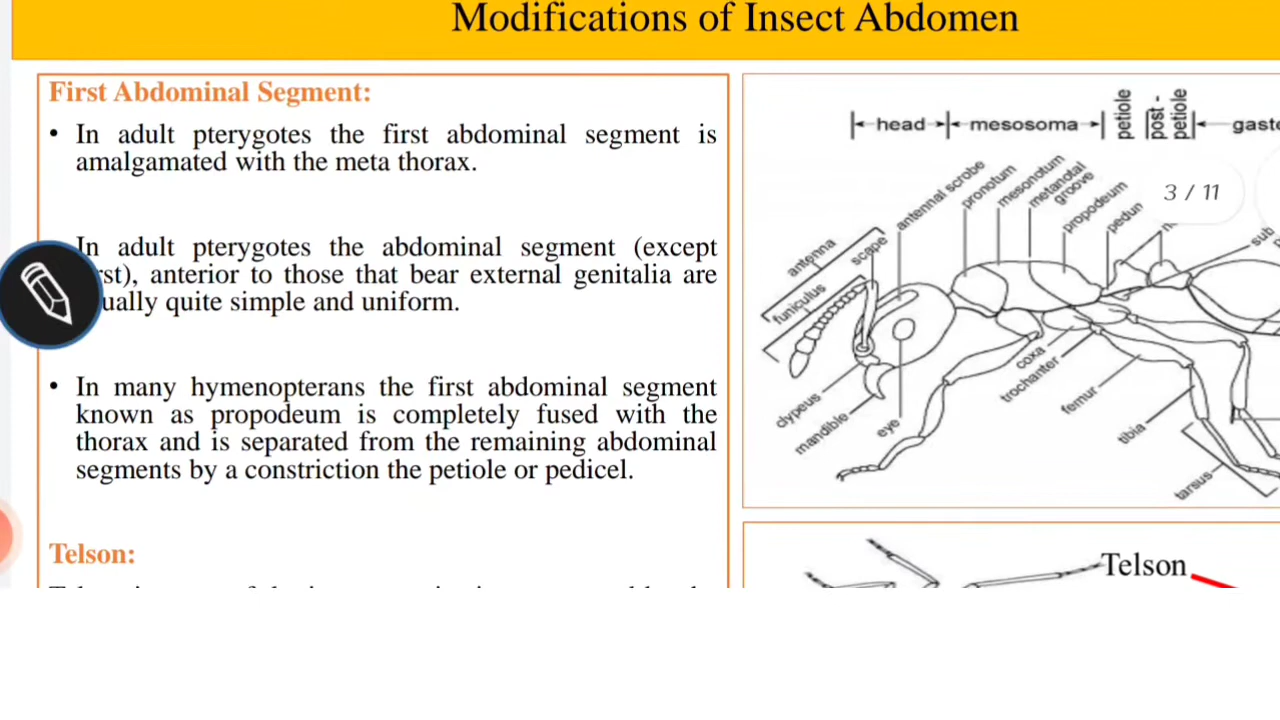 Modifications of Insect Abdomen
First Abdominal Segment:
• In adult pterygotes the first abdominal segment is
amalgamated with the meta thorax.
In adult pterygotes the abdominal segment (except
st), anterior to those that bear external genitalia are
ually quite simple and uniform.
• In many hymenopterans the first abdominal segment
known as propodeum is completely fused with the
thorax and is separated from the remaining abdominal
segments by a constriction the petiole or pedicel.
Telson:
head
mesosoma
petiole
post -
petiole
gast
3 / 11
antenna
scape
funiculus
antennal scrobe
pronotum
mesonotum
metanotal
groove
propodeum
pedun
sub
clypeus
mandible
eye
coxa
trochanter
femur
tibia
tarsus
Telson